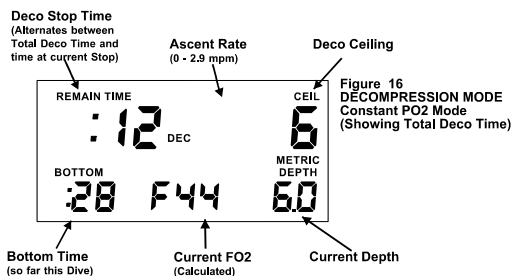 Deco Stop Time
(Alternates between
Total Deco Time and
time at current Stop)
Ascent Rate
(0 - 2.9 mpm)
Deco Ceiling
REMAIN TIME
CEIL
:12
DEC
6
METRIC
DEPTH
BOTTOM
:28
F44
6.0
Figure 16
DECOMPRESSION MODE
Constant PO2 Mode
(Showing Total Deco Time)
Bottom Time
(so far this Dive)
Current FO2
(Calculated)
Current Depth